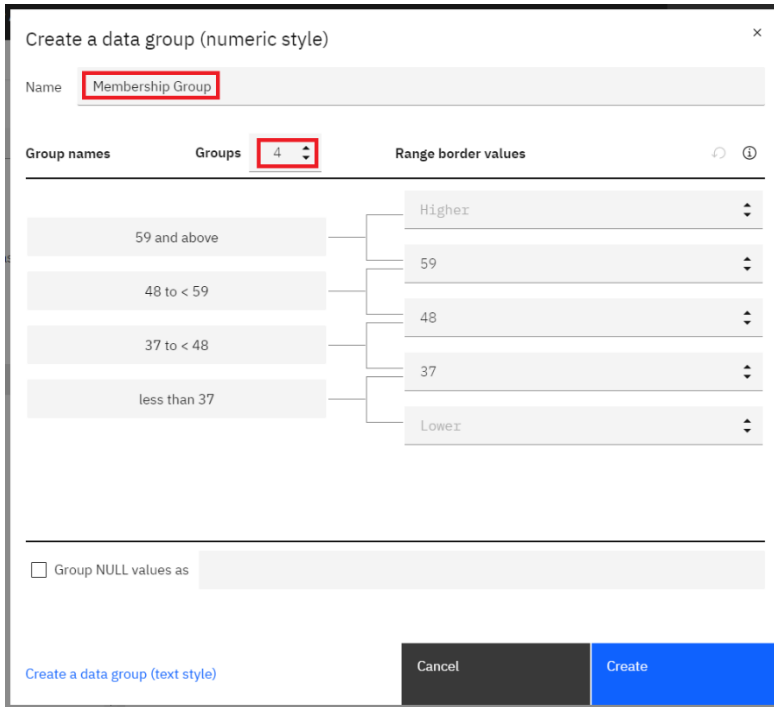 Create a data group (numeric style)
×
Name Membership Group
Group names Groups 4 Range border values
Higher
59 and above
59
48 to < 59
48
37 to < 48
37
less than 37
Lower
Group NULL values as
Create a data group (text style) Cancel Create